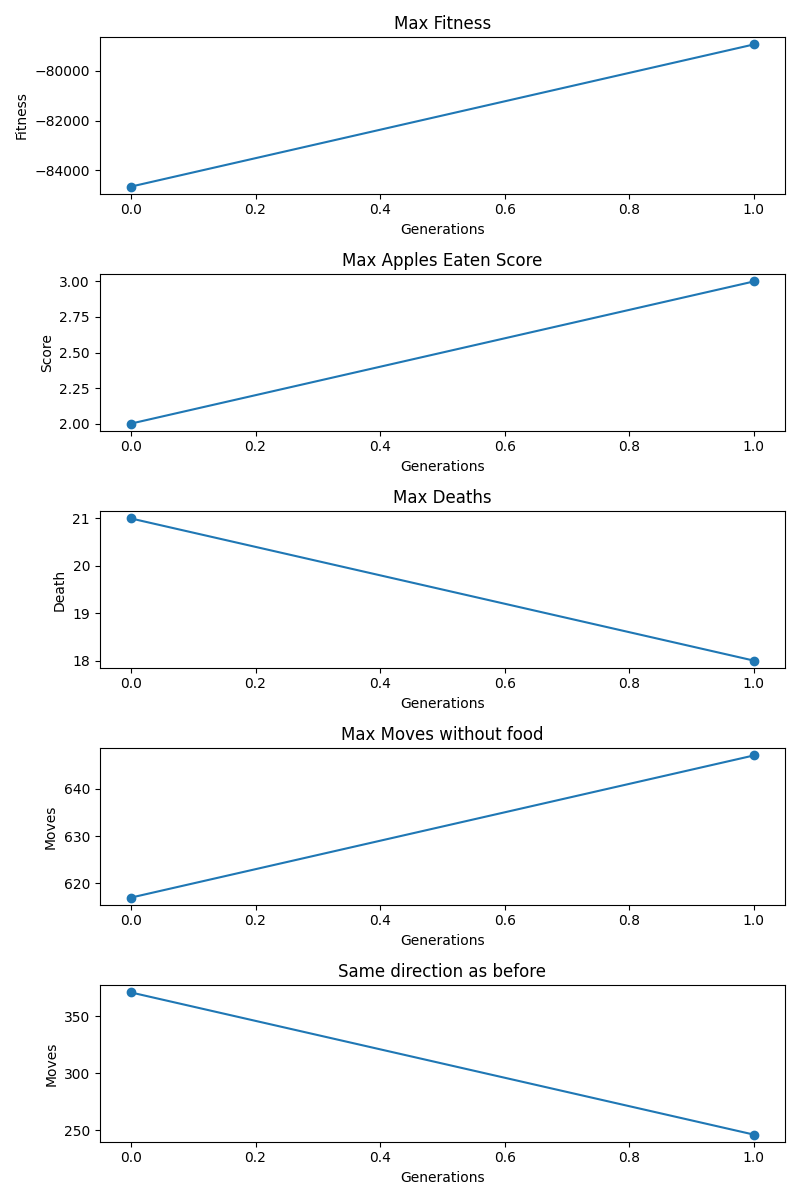 Max Fitness
Fitness
−80000
−82000
−84000
0.0 0.2 0.4 0.6 0.8 1.0
Generations
Max Apples Eaten Score
Score
3.00
2.75
2.50
2.25
2.00
0.0 0.2 0.4 0.6 0.8 1.0
Generations
Max Deaths
Death
21
20
19
18
0.0 0.2 0.4 0.6 0.8 1.0
Generations
Max Moves without food
Moves
640
630
620
0.0 0.2 0.4 0.6 0.8 1.0
Generations
Same direction as before
Moves
350
300
250
0.0 0.2 0.4 0.6 0.8 1.0
Generations